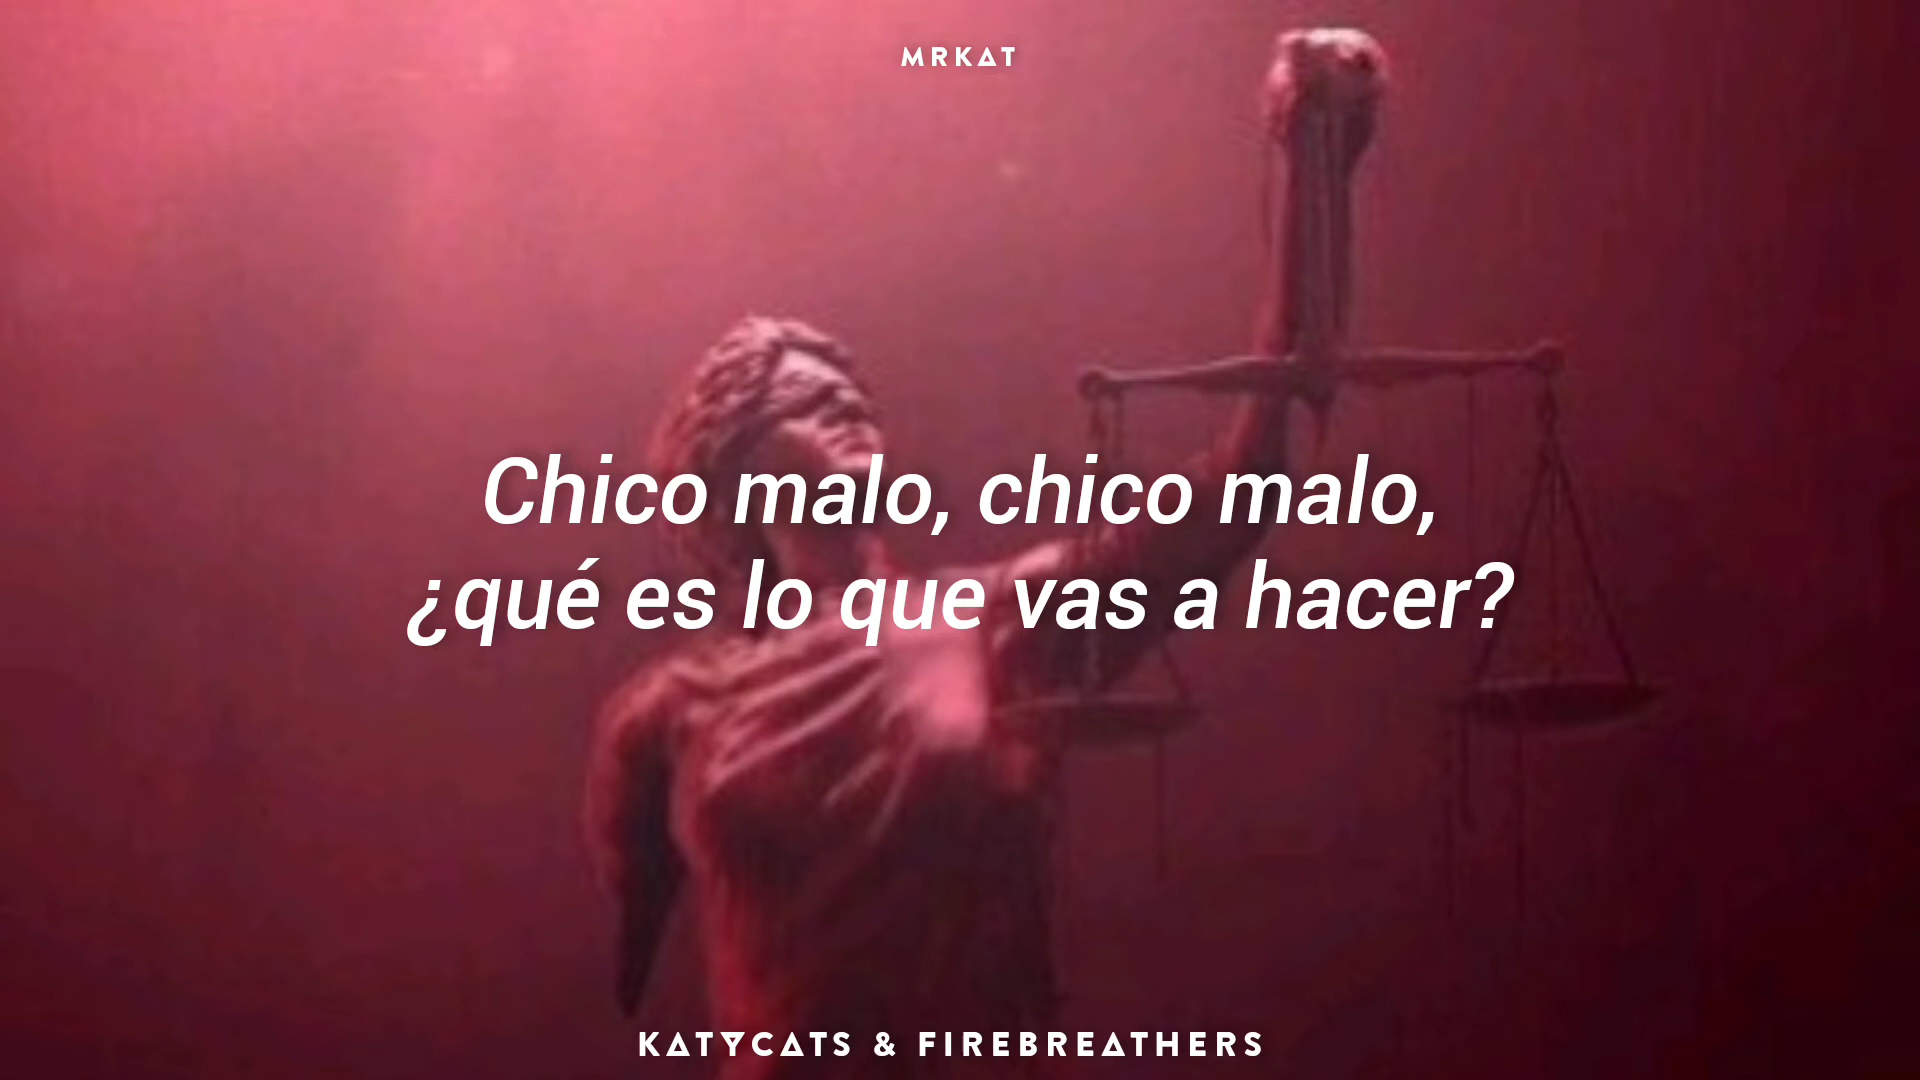 MRKAT
Chico malo, chico malo,
¿qué es lo que vas a hacer?
KATYCATS & FIREBREATHERS